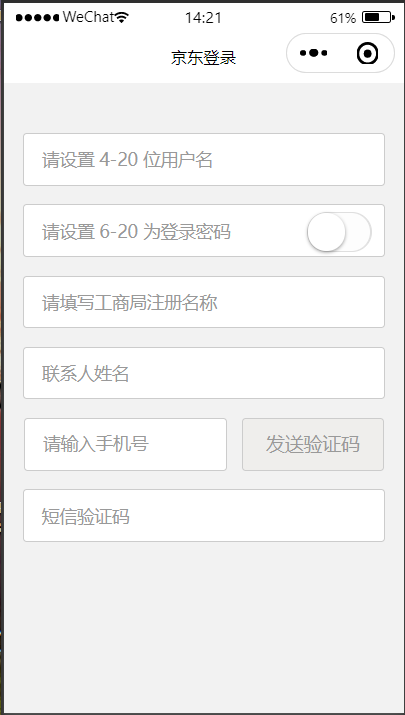 WeChat 14:21 61%
京东登录
请设置 4-20 位用户名
请设置 6-20 为登录密码
请填写工商局注册名称
联系人姓名
请输入手机号 发送验证码
短信验证码